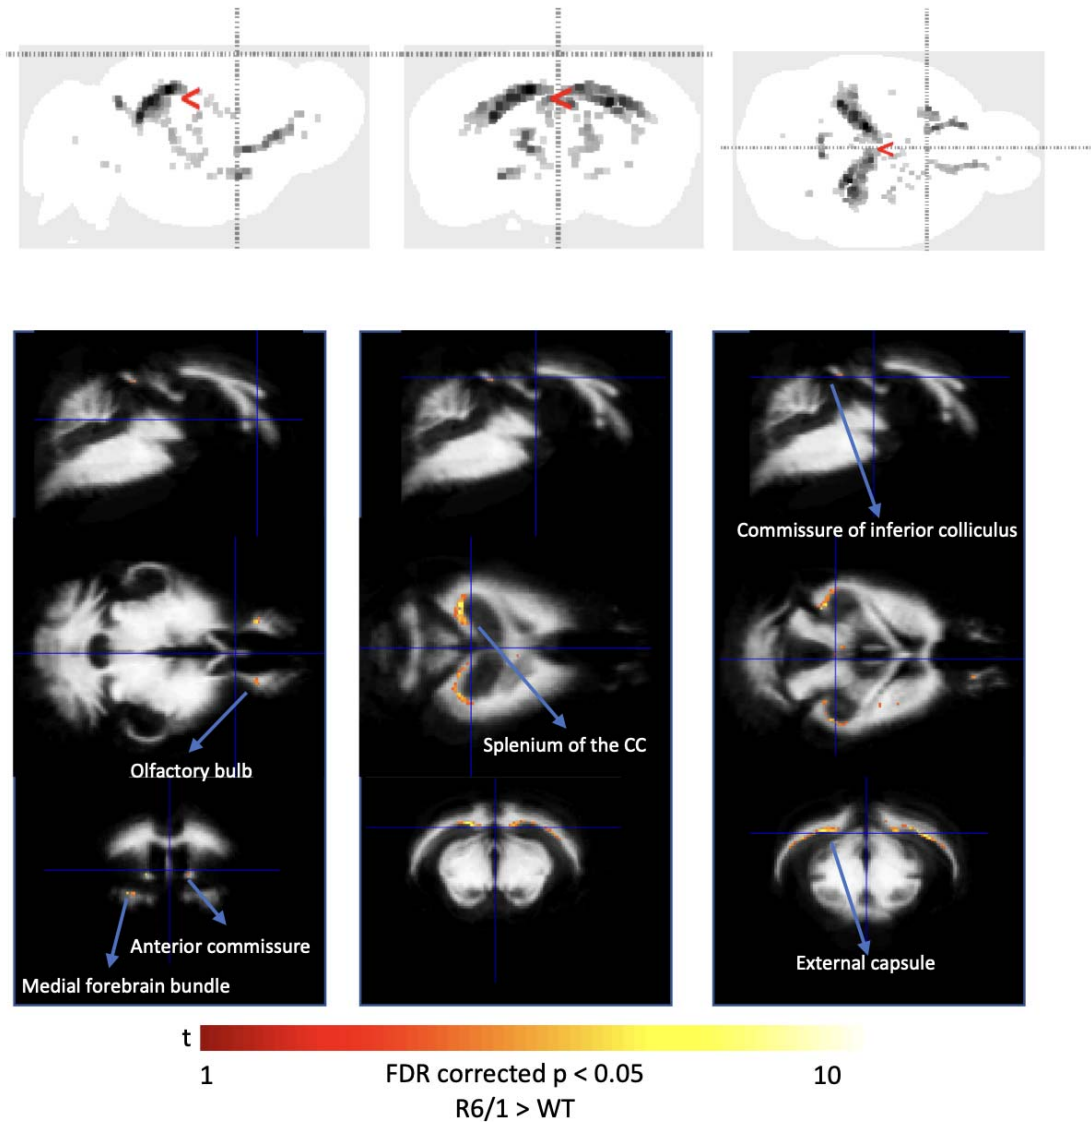 <
<
<
Commissure of inferior colliculus
Olfactory bulb
Splenium of the CC
Anterior commissure
Medial forebrain bundle
External capsule
t
1
FDR corrected p < 0.05
10
R6/1 > WT